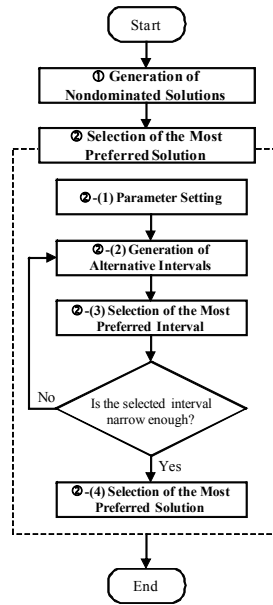 Start
① Generation of
Nondominated Solutions
② Selection of the Most
Preferred Solution
②-(1) Parameter Setting
②-(2) Generation of
Alternative Intervals
②-(3) Selection of the Most
Preferred Interval
Is the selected interval
narrow enough?
No
Yes
②-(4) Selection of the Most
Preferred Solution
End